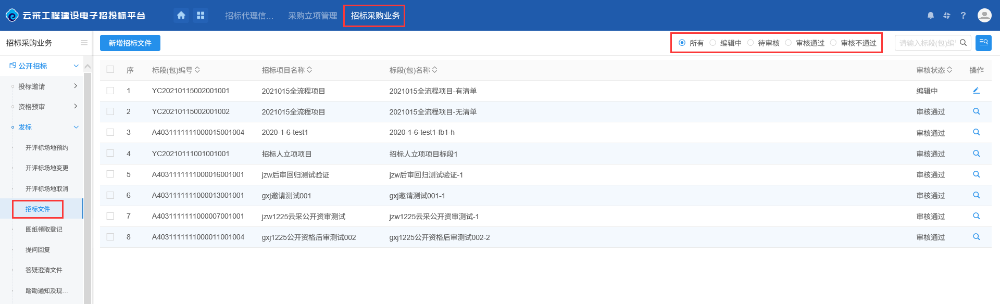 云采工程建设电子招投标平台 招标代理信... 采购立项管理 招标采购业务 ?
招标采购业务
新增招标文件 所有 编辑中 待审核 审核通过 审核不通过 请输入标段(包)编
公开招标
投标邀请
资格预审
发标
开评标场地预约
开评标场地变更
开评标场地取消
招标文件
图纸领取登记
提问回复
答疑澄清文件
踏勘通知及现...
序 标段(包)编号 招标项目名称 标段(包)名称 审核状态 操作
1 YC20210115002001001 2021015全流程项目 2021015全流程项目-有清单 编辑中
2 YC20210115002001002 2021015全流程项目 2021015全流程项目-无清单 审核通过
3 A4031111111000015001004 2020-1-6-test1 2020-1-6-test1-fb1-h 审核通过
4 YC20210111001001001 招标人立项项目 招标人立项项目标段1 审核通过
5 A4031111111000016001001 jzw后审回归测试验证 jzw后审回归测试验证-1 审核通过
6 A4031111111000013001001 gxj邀请测试001 gxj邀请测试001-1 审核通过
7 A4031111111000007001001 jzw1225云采公开资审测试 jzw1225云采公开资审测试-1 审核通过
8 A4031111111000011001004 gxj1225公开资格后审测试002 gxj1225公开资格后审测试002-2 审核通过